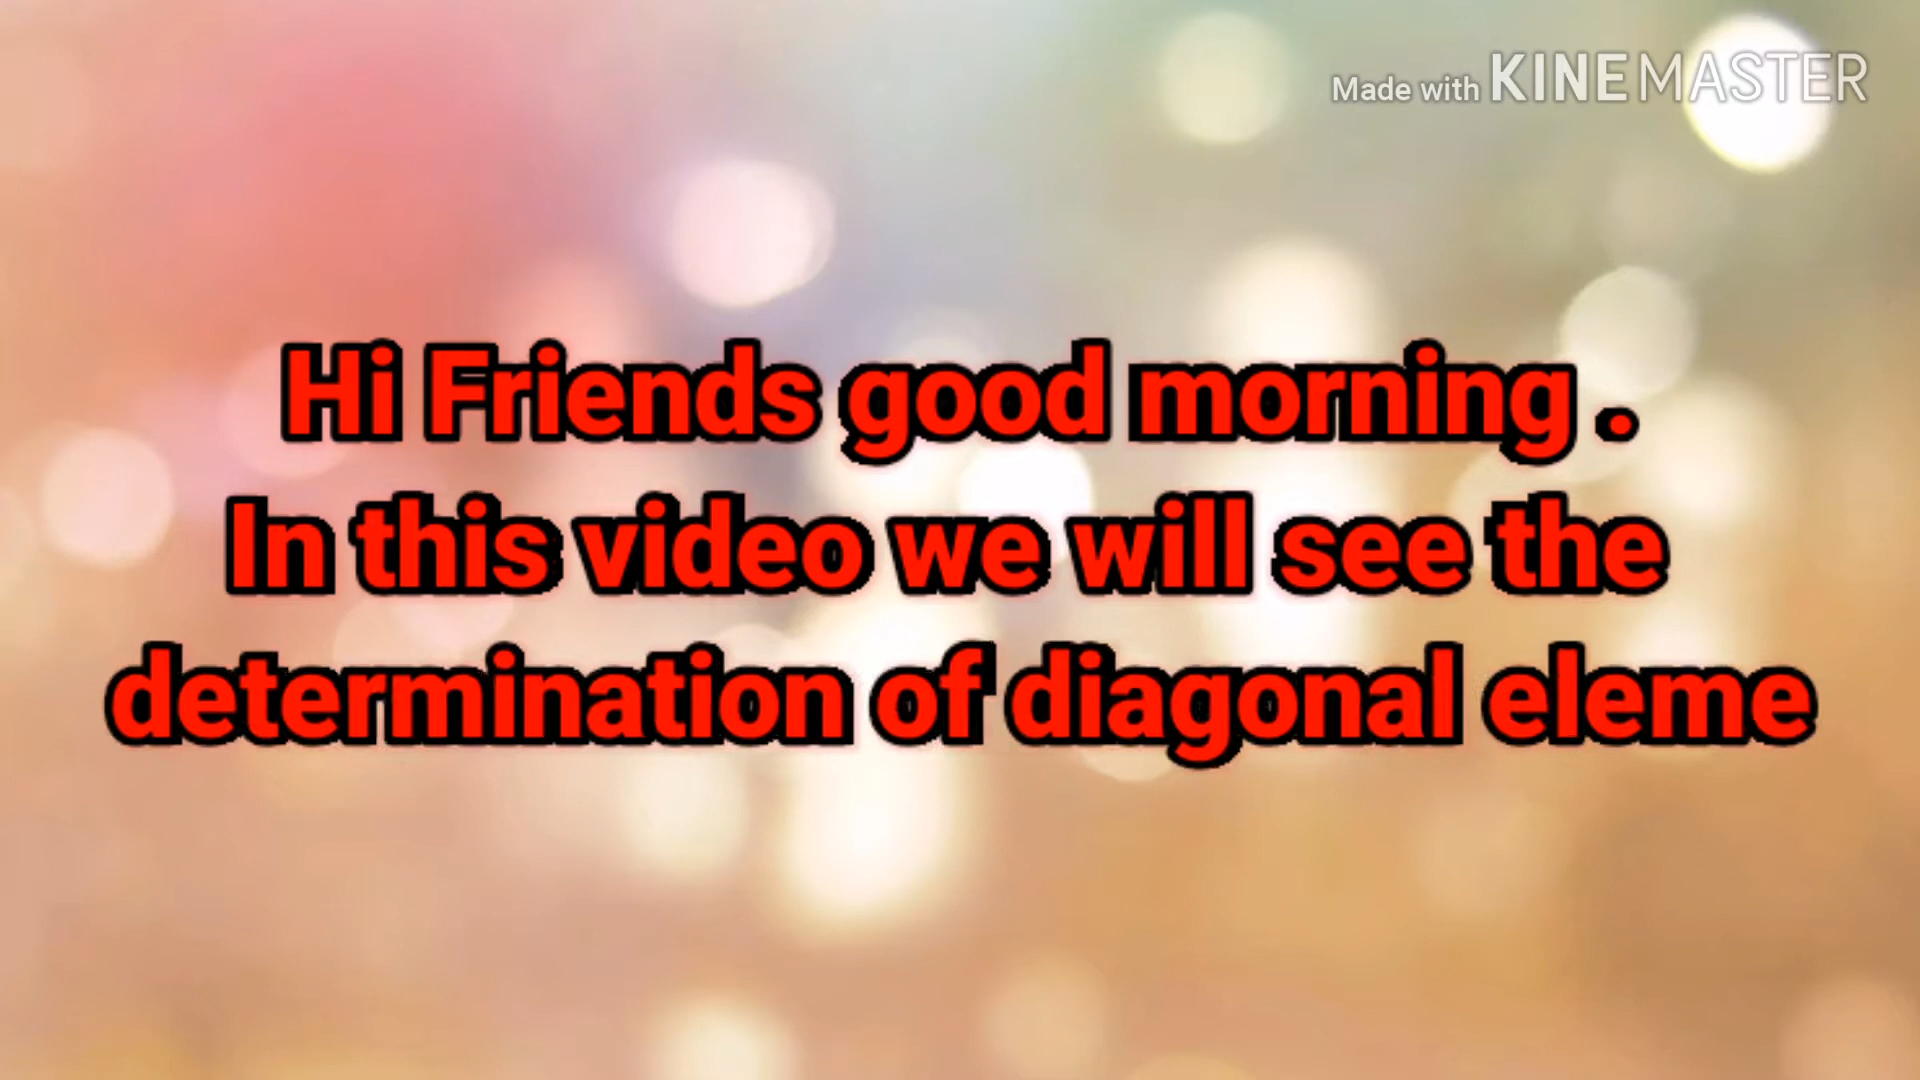 Made with KINEMASTER
Hi Friends good morning .
In this video we will see the
determination of diagonal eleme